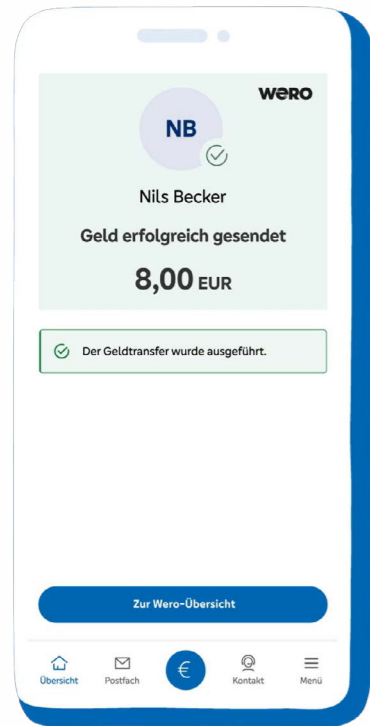 wero
NB
Nils Becker
Geld erfolgreich gesendet
8,00 EUR
Der Geldtransfer wurde ausgeführt.
Zur Wero-Übersicht
Übersicht Postfach € Kontakt Menü